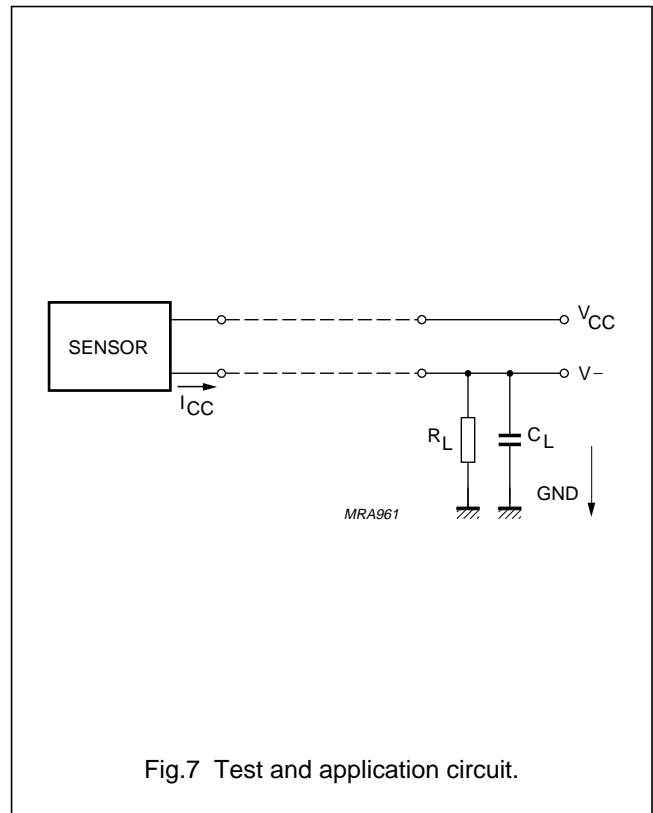 SENSOR
VCC
V–
ICC
RL
CL
GND
MRA961
Fig.7 Test and application circuit.